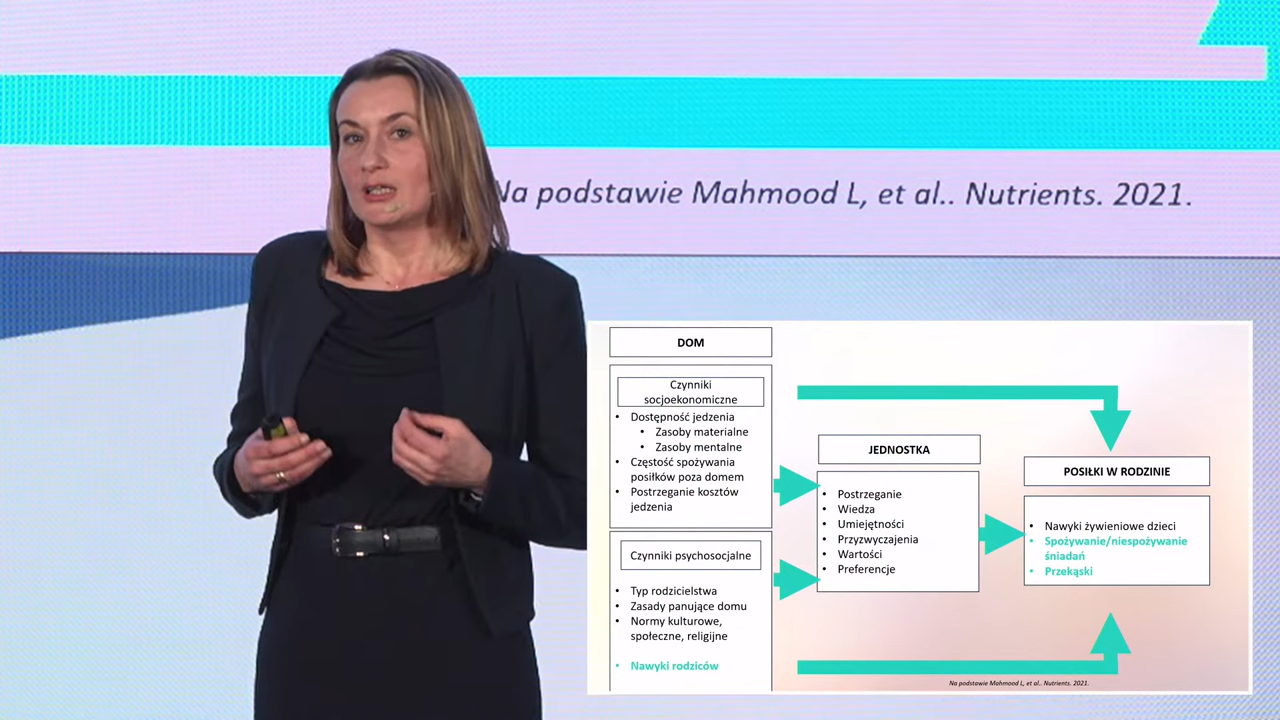 Na podstawie Mahmood L, et al.. Nutrients. 2021.
DOM
Czynniki
socjoekonomiczne
• Dostępność jedzenia
• Zasoby materialne
• Zasoby mentalne
• Częstość spożywania
posiłków poza domem
• Postrzeganie kosztów
jedzenia
Czynniki psychosocjalne
• Typ rodzicielstwa
• Zasady panujące domu
• Normy kulturowe,
społeczne, religijne
• Nawyki rodziców
JEDNOSTKA
• Postrzeganie
• Wiedza
• Umiejętności
• Przyzwyczajenia
• Wartości
• Preferencje
POSIŁKI W RODZINIE
• Nawyki żywieniowe dzieci
• Spożywanie/niespożywanie
śniadań
• Przekąski
Na podstawie Mahmood L, et al.. Nutrients. 2021.